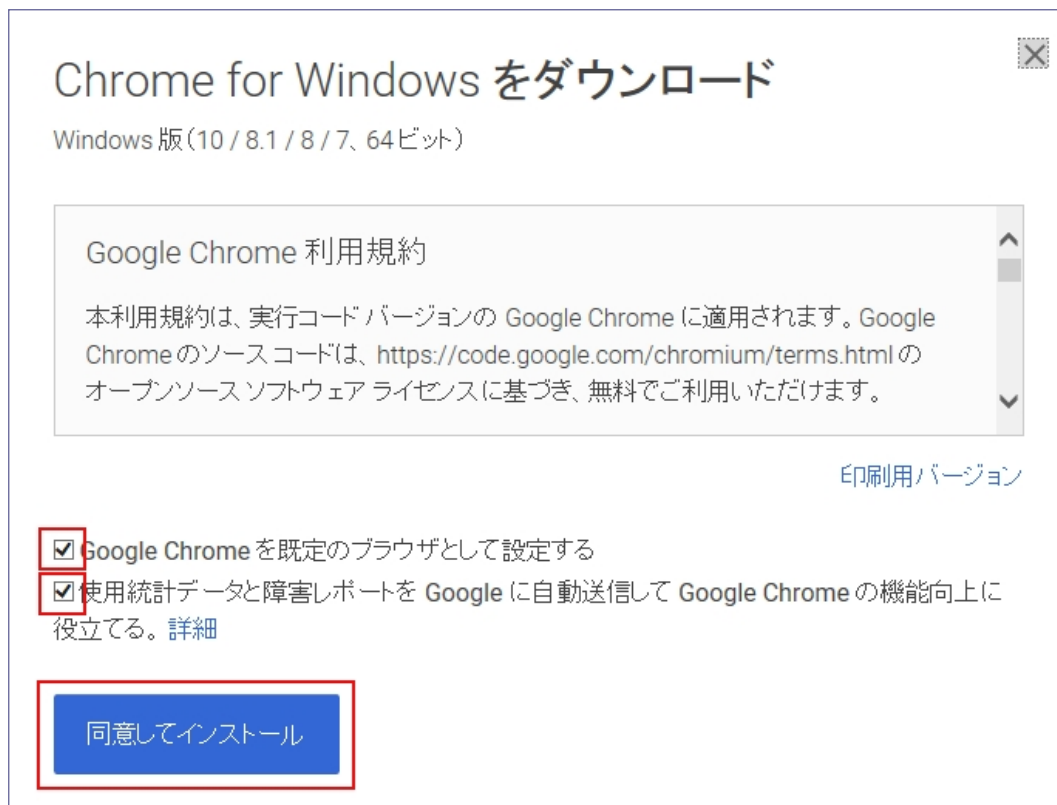 Chrome for Windows をダウンロード
Windows 版（10 / 8.1 / 8 / 7、64ビット）
Google Chrome 利用規約
本利用規約は、実行コード バージョンの Google Chrome に適用されます。Google
Chrome のソース コードは、https://code.google.com/chromium/terms.html の
オープンソース ソフトウェア ライセンスに基づき、無料でご利用いただけます。
印刷用バージョン
Google Chrome を既定のブラウザとして設定する
使用統計データと障害レポートを Google に自動送信して Google Chrome の機能向上に
役立てる。詳細
同意してインストール